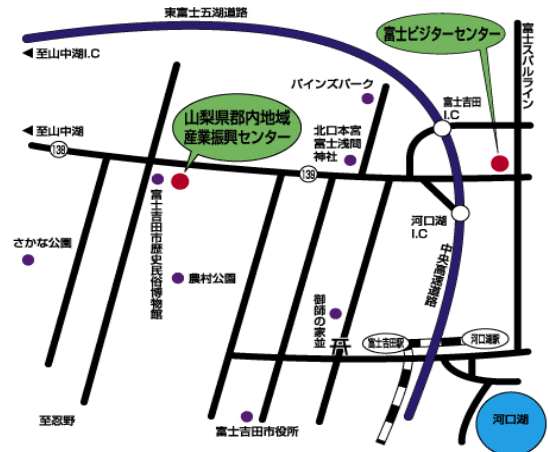 東富士五湖道路
至山中湖I.C
富士ビジターセンター
富士スバルライン
パインズパーク
富士吉田
I.C
山梨県郡内地域
産業振興センター
至山中湖
北口本宮
富士浅間
神社
138
139
富士吉田市歴史民俗博物館
河口湖
I.C
さかな公園
農村公園
中央高速道路
御師の家並
富士吉田駅
河口湖駅
至忍野
富士吉田市役所
河口湖